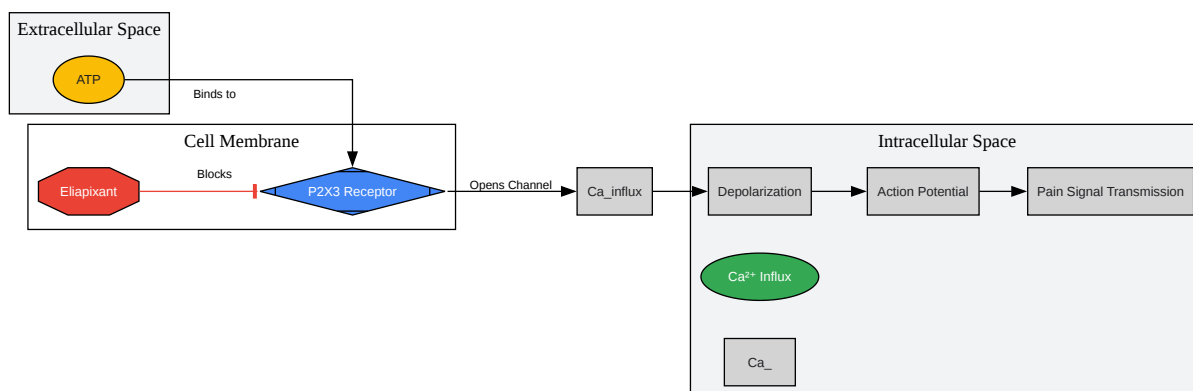 Extracellular Space
ATP
Binds to
Cell Membrane
Eliapixant
Blocks
P2X3 Receptor
Opens Channel
Ca_influx
Intracellular Space
Depolarization
Action Potential
Pain Signal Transmission
Ca²⁺ Influx
Ca_